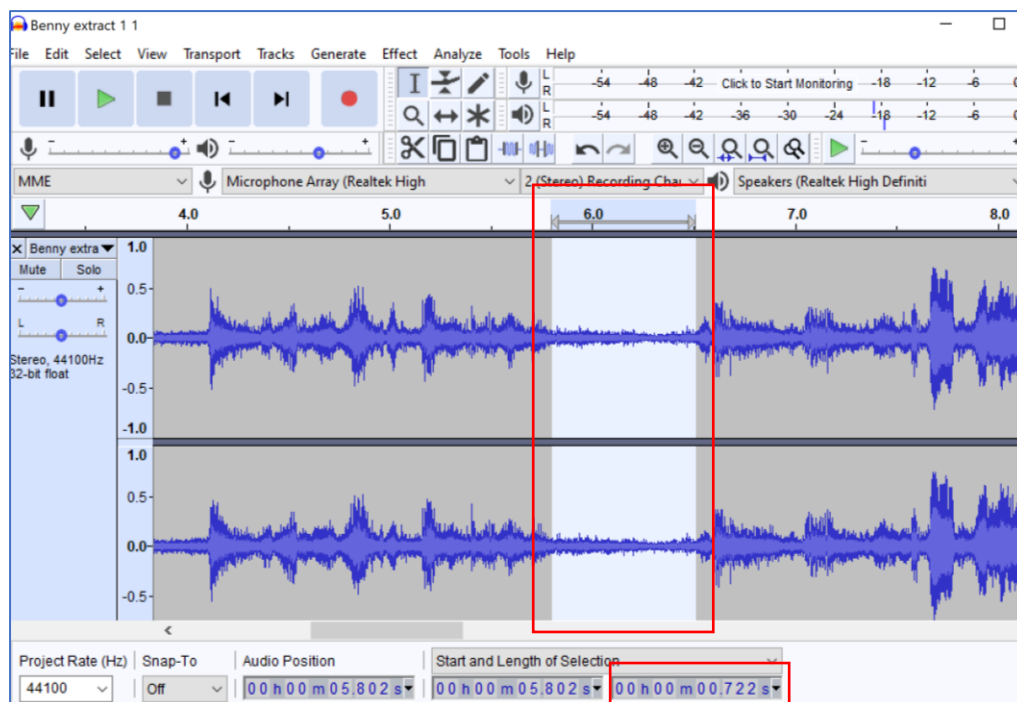 Benny extract 1 1
File Edit Select View Transport Tracks Generate Effect Analyze Tools Help
L -54 -48 -42 Click to Start Monitoring -18 -12 -6 0
R
L -54 -48 -42 -36 -30 -24 -18 -12 -6 0
R
- + - +
MME Microphone Array (Realtek High 2 (Stereo) Recording Chai Speakers (Realtek High Definiti
4.0 5.0 6.0 7.0 8.0
× Benny extra 1.0
Mute Solo
- + 0.5
L R 0.0
Stereo, 44100Hz
32-bit float
-0.5
-1.0
1.0
0.5
0.0
-0.5
Project Rate (Hz) Snap-To Audio Position Start and Length of Selection
44100 Off 00 h 00 m 05.802 s 00 h 00 m 05.802 s 00 h 00 m 00.722 s